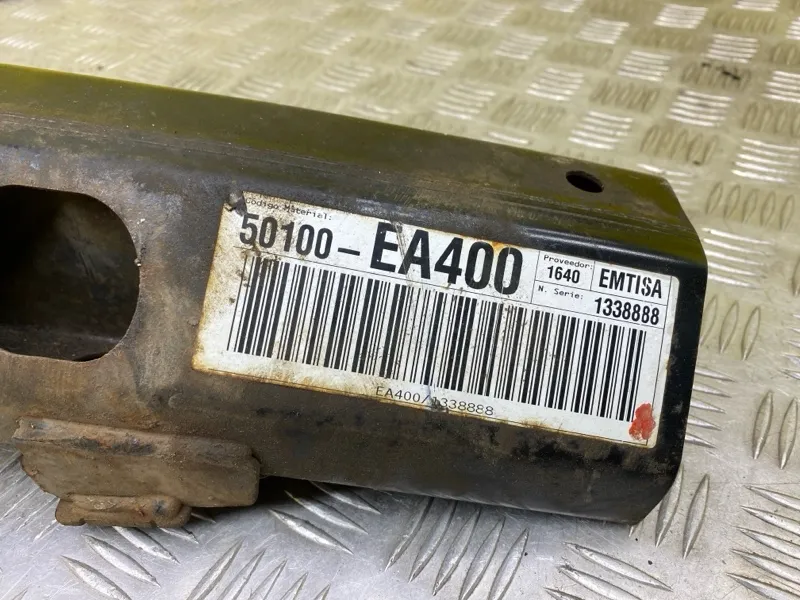 Código Material:
50100-EA400
Proveedor
1640
EMTISA
N. Serie:
1338888
EA400/1338888